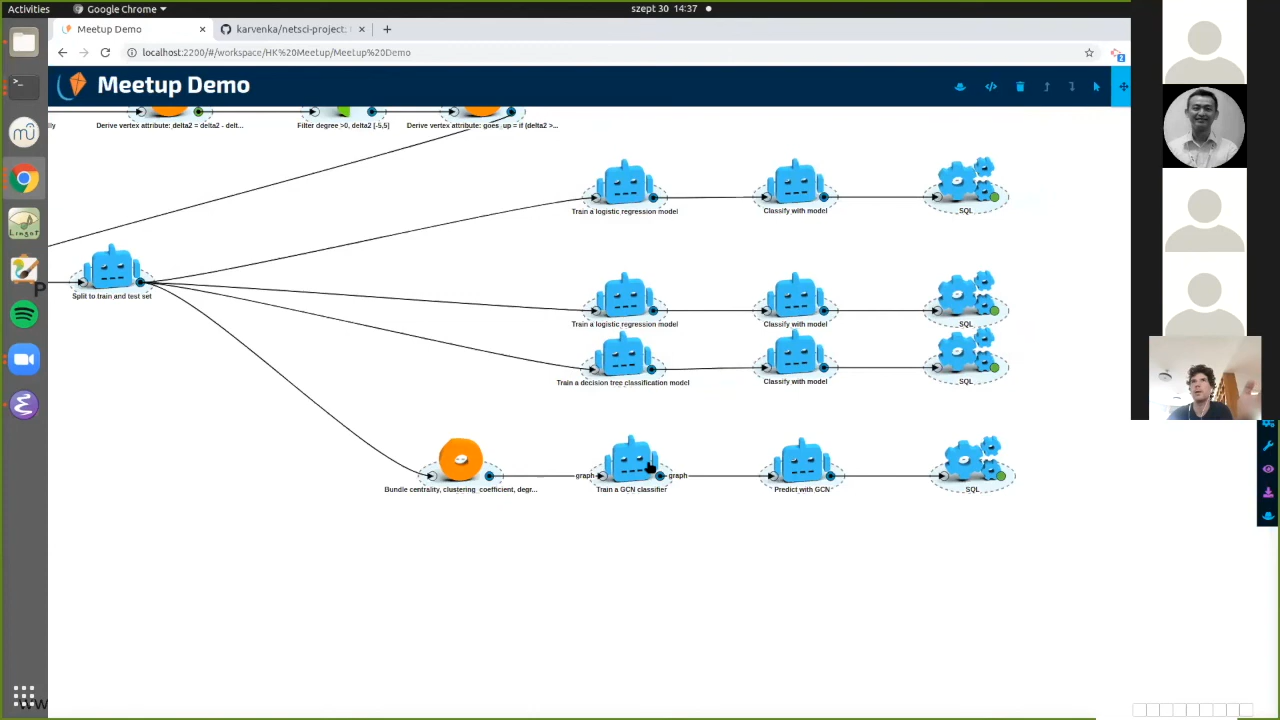 Activities
Google Chrome
szept 30 14:37
Meetup Demo
karvenka/netsci-project:
localhost:2200/#/workspace/HK%20Meetup/Meetup%20Demo
2
Meetup Demo
lly
Derive vertex attribute: delta2 = delta2 - delt...
Filter degree >0, delta2 [-5,5]
Derive vertex attribute: goes_up = if (delta2 >...
Train a logistic regression model
Classify with model
SQL
Split to train and test set
Train a logistic regression model
Classify with model
SQL
Train a decision tree classification model
Classify with model
SQL
graph
graph
Bundle centrality, clustering_coefficient, degr...
Train a GCN classifier
Predict with GCN
SQL